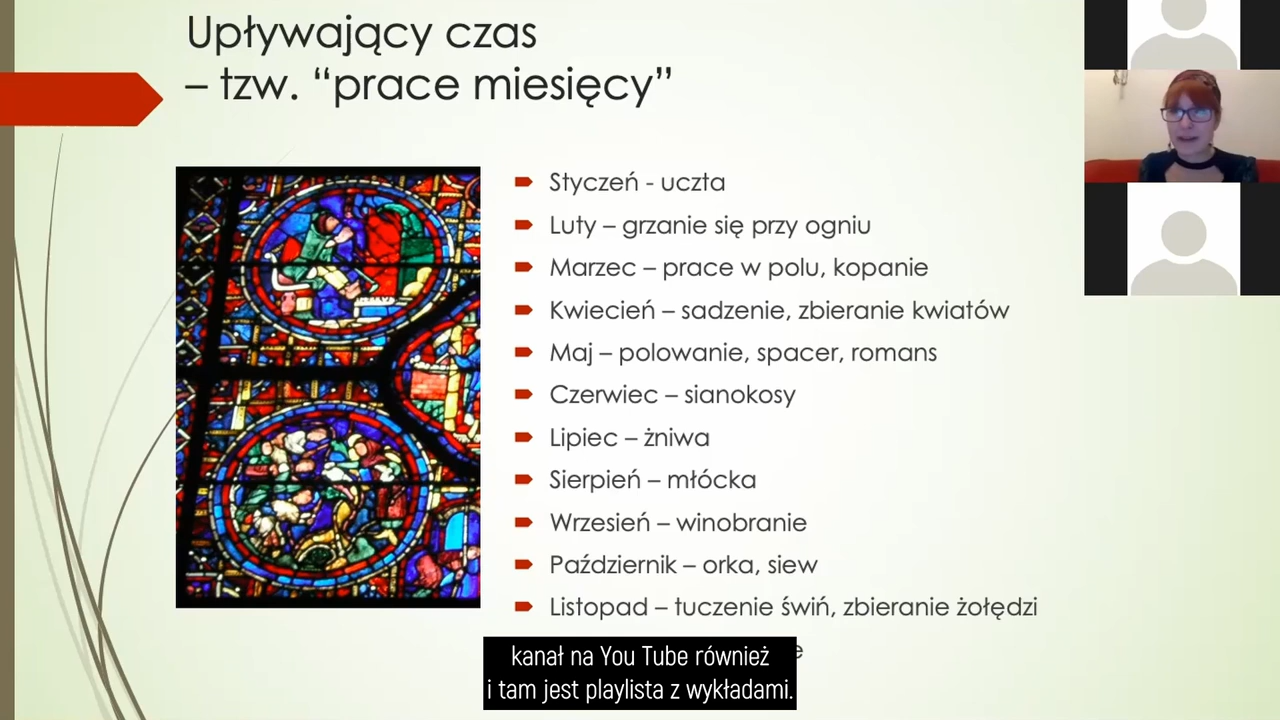 Upływający czas
– tzw. “prace miesięcy”
Styczeń - uczta
Luty – grzanie się przy ogniu
Marzec – prace w polu, kopanie
Kwiecień – sadzenie, zbieranie kwiatów
Maj – polowanie, spacer, romans
Czerwiec – sianokosy
Lipiec – żniwa
Sierpień – młócka
Wrzesień – winobranie
Październik – orka, siew
Listopad – tuczenie świń, zbieranie żołędzi
kanał na You Tube również
i tam jest playlista z wykładami.